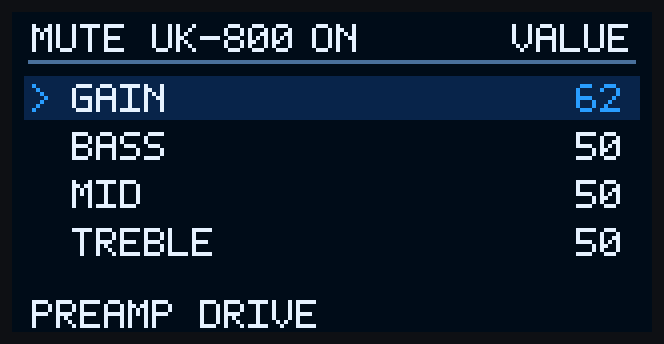 MUTE UK-800 ON VALUE
> GAIN 62
BASS 50
MID 50
TREBLE 50
PREAMP DRIVE